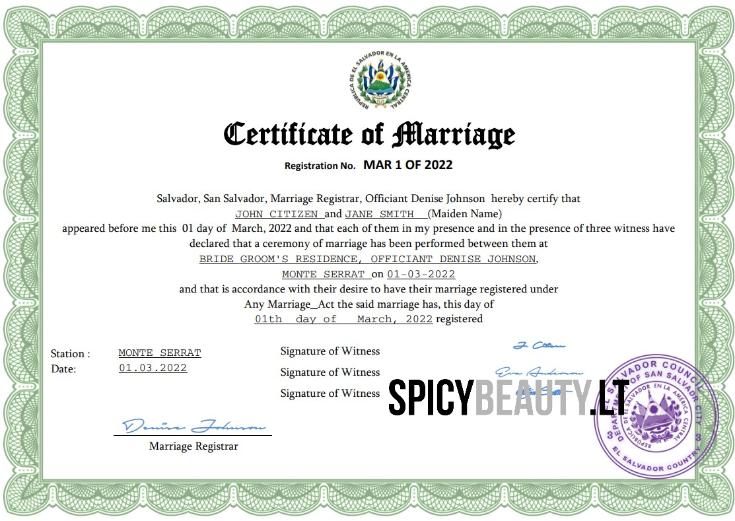 REPUBLICA DE EL SALVADOR EN LA AMERICA CENTRAL
Certificate of Marriage
Registration No. MAR 1 OF 2022
Salvador, San Salvador, Marriage Registrar, Officiant Denise Johnson hereby certify that
JOHN CITIZEN and JANE SMITH (Maiden Name)
appeared before me this 01 day of March, 2022 and that each of them in my presence and in the presence of three witness have
declared that a ceremony of marriage has been performed between them at
BRIDE GROOM'S RESIDENCE, OFFICIANT DENISE JOHNSON,
MONTE SERRAT on 01-03-2022
and that is accordance with their desire to have their marriage registered under
Any Marriage_Act the said marriage has, this day of
01th day of March, 2022 registered
Station : MONTE SERRAT
Date: 01.03.2022
Signature of Witness
Signature of Witness Eva Anderson
Signature of Witness
SPICYBEAUTY.LT
Denise Johnson
Marriage Registrar
EL SALVADOR COUNCIL
DEPARTMENT OF SAN SALVADOR CITY
EL SALVADOR COUNTRY